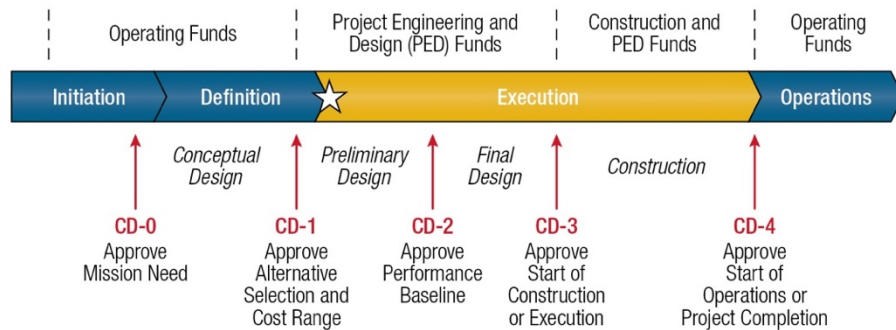 Operating Funds
Project Engineering and
Design (PED) Funds
Construction and
PED Funds
Operating
Funds
Initiation
Definition
Execution
Operations
Conceptual
Design
Preliminary
Design
Final
Design
Construction
CD-0
Approve
Mission Need
CD-1
Approve
Alternative
Selection and
Cost Range
CD-2
Approve
Performance
Baseline
CD-3
Approve
Start of
Construction
or Execution
CD-4
Approve
Start of
Operations or
Project Completion